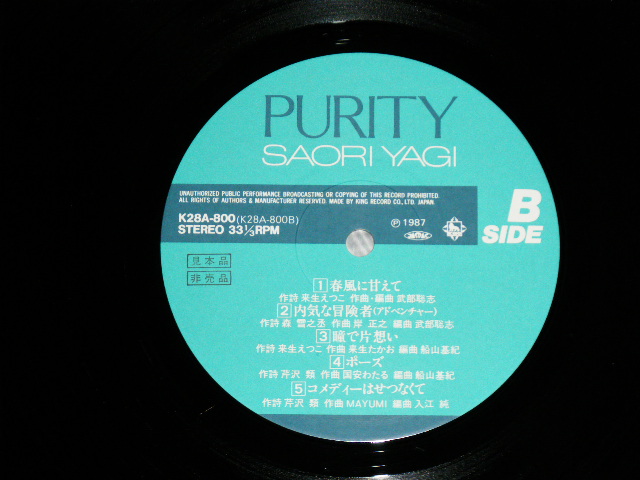 PURITY
SAORI YAGI
UNAUTHORIZED PUBLIC PERFORMANCE BROADCASTING OR COPYING OF THIS RECORD PROHIBITED.
ALL RIGHTS OF AUTHORS & MANUFACTURER RESERVED. MADE BY KING RECORD CO., LTD. JAPAN.
K28A-800(K28A-800B)
STEREO 33⅓RPM
℗ 1987
B
SIDE
見本品
非売品
1 春風に甘えて
作詩 来生えつこ 作曲・編曲 武部聡志
2 内気な冒険者(アドベンチャー)
作詩 森 雪之丞 作曲 岸 正之 編曲 武部聡志
3 瞳で片想い
作詩 来生えつこ 作曲 来生たかお 編曲 船山基紀
4 ポーズ
作詩 芹沢 類 作曲 国安わたる 編曲 船山基紀
5 コメディーはせつなくて
作詩 芹沢 類 作曲 MAYUMI 編曲 入江 純